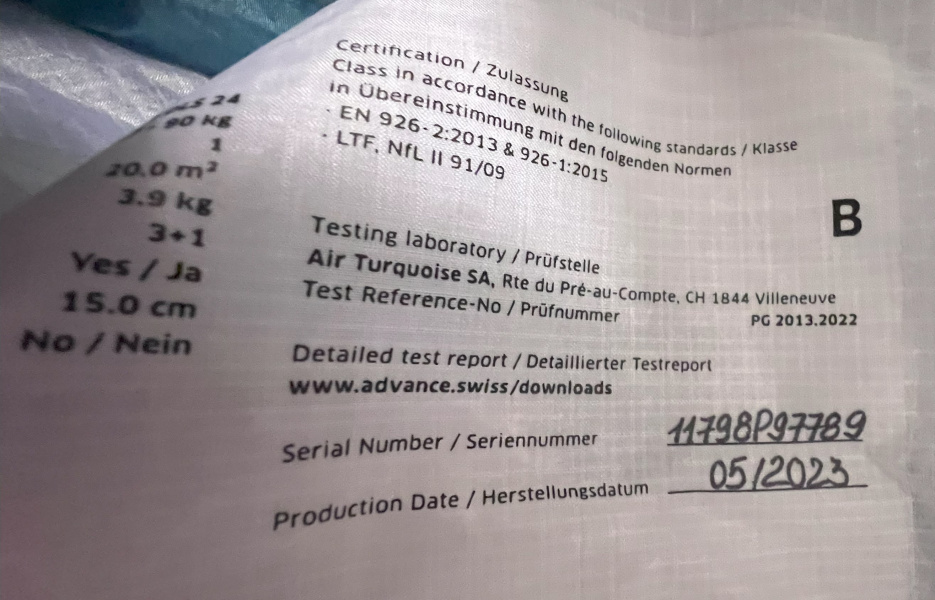 24
90 kg
1
20.0 m²
3.9 kg
3+1
Yes / Ja
15.0 cm
No / Nein
Certification / Zulassung
Class in accordance with the following standards / Klasse
in Übereinstimmung mit den folgenden Normen
· EN 926-2:2013 & 926-1:2015
· LTF, NfL II 91/09
B
Testing laboratory / Prüfstelle
Air Turquoise SA, Rte du Pré-au-Compte, CH 1844 Villeneuve
Test Reference-No / Prüfnummer PG 2013.2022
Detailed test report / Detaillierter Testreport
www.advance.swiss/downloads
Serial Number / Seriennummer 11798P97789
Production Date / Herstellungsdatum 05/2023